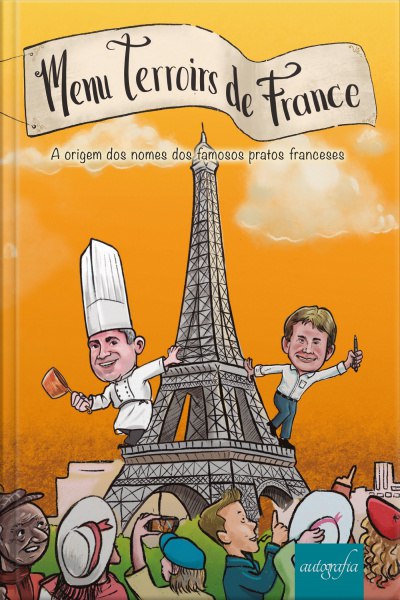 Menu Terroirs de France
A origem dos nomes dos famosos pratos franceses
autografia